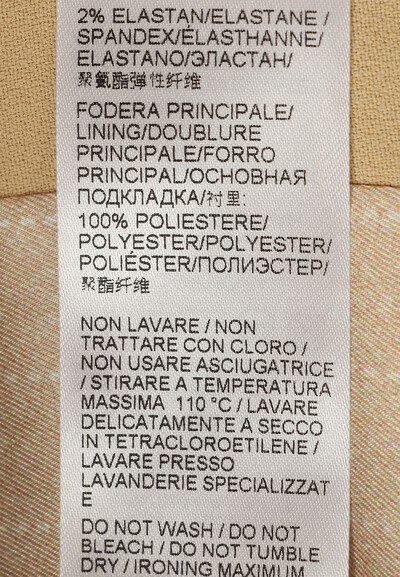 2% ELASTAN/ELASTANE /
SPANDEX/ÉLASTHANNE/
ELASTANO/ЭЛАСТАН/
聚氨酯弹性纤维
FODERA PRINCIPALE/
LINING/DOUBLURE
PRINCIPALE/FORRO
PRINCIPAL/ОСНОВНАЯ
ПОДКЛАДКА/衬里:
100% POLIESTERE/
POLYESTER/POLYESTER/
POLIÉSTER/ПОЛИЭСТЕР/
聚酯纤维
NON LAVARE / NON
TRATTARE CON CLORO /
NON USARE ASCIUGATRICE
/ STIRARE A TEMPERATURA
MASSIMA 110 °C / LAVARE
DELICATAMENTE A SECCO
IN TETRACLOROETILENE /
LAVARE PRESSO
LAVANDERIE SPECIALIZZAT
E
DO NOT WASH / DO NOT
BLEACH / DO NOT TUMBLE
DRY / IRONING MAXIMUM